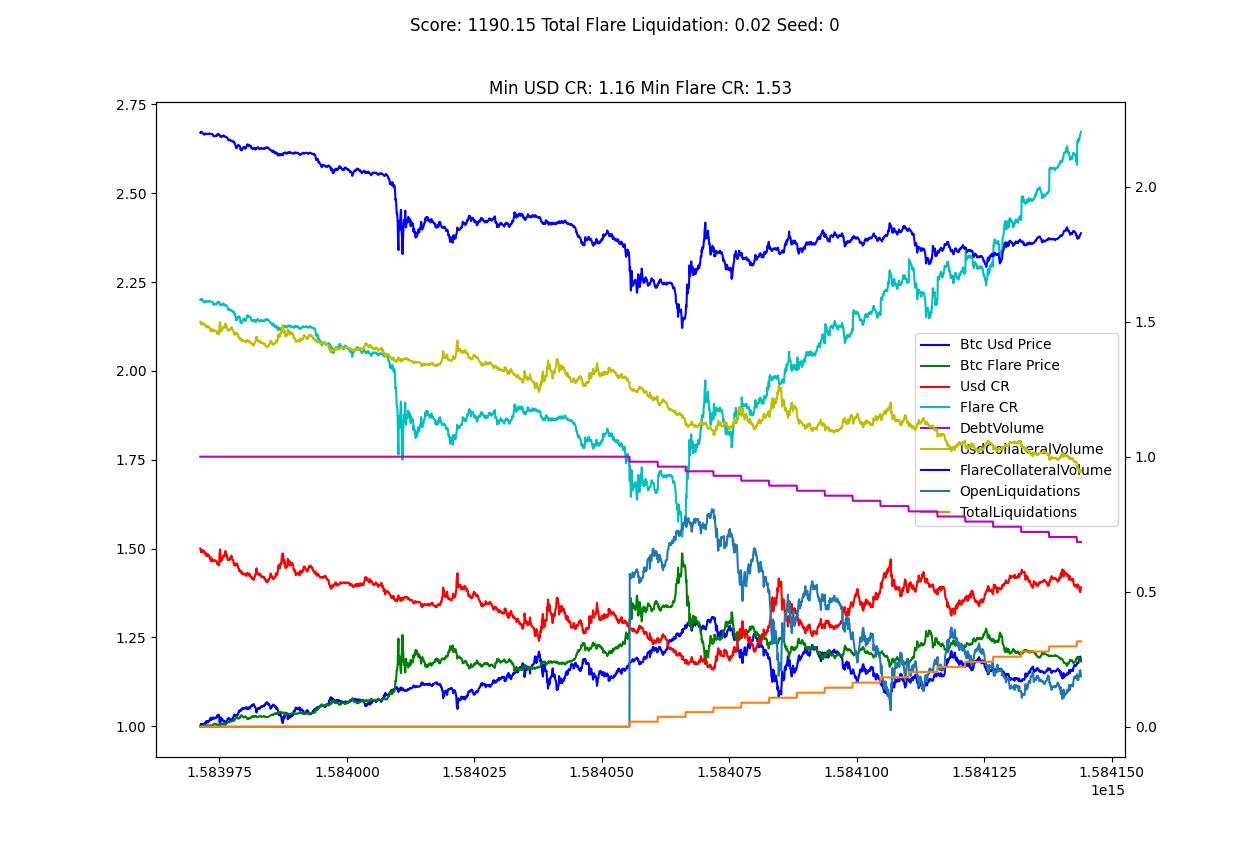 Score: 1190.15 Total Flare Liquidation: 0.02 Seed: 0
Min USD CR: 1.16 Min Flare CR: 1.53
2.75
2.50
2.25
2.00
1.75
1.50
1.25
1.00
2.0
1.5
1.0
0.5
0.0
Btc Usd Price
Btc Flare Price
Usd CR
Flare CR
DebtVolume
UsdCollateralVolume
FlareCollateralVolume
OpenLiquidations
TotalLiquidations
1.583975 1.584000 1.584025 1.584050 1.584075 1.584100 1.584125 1.584150
1e15